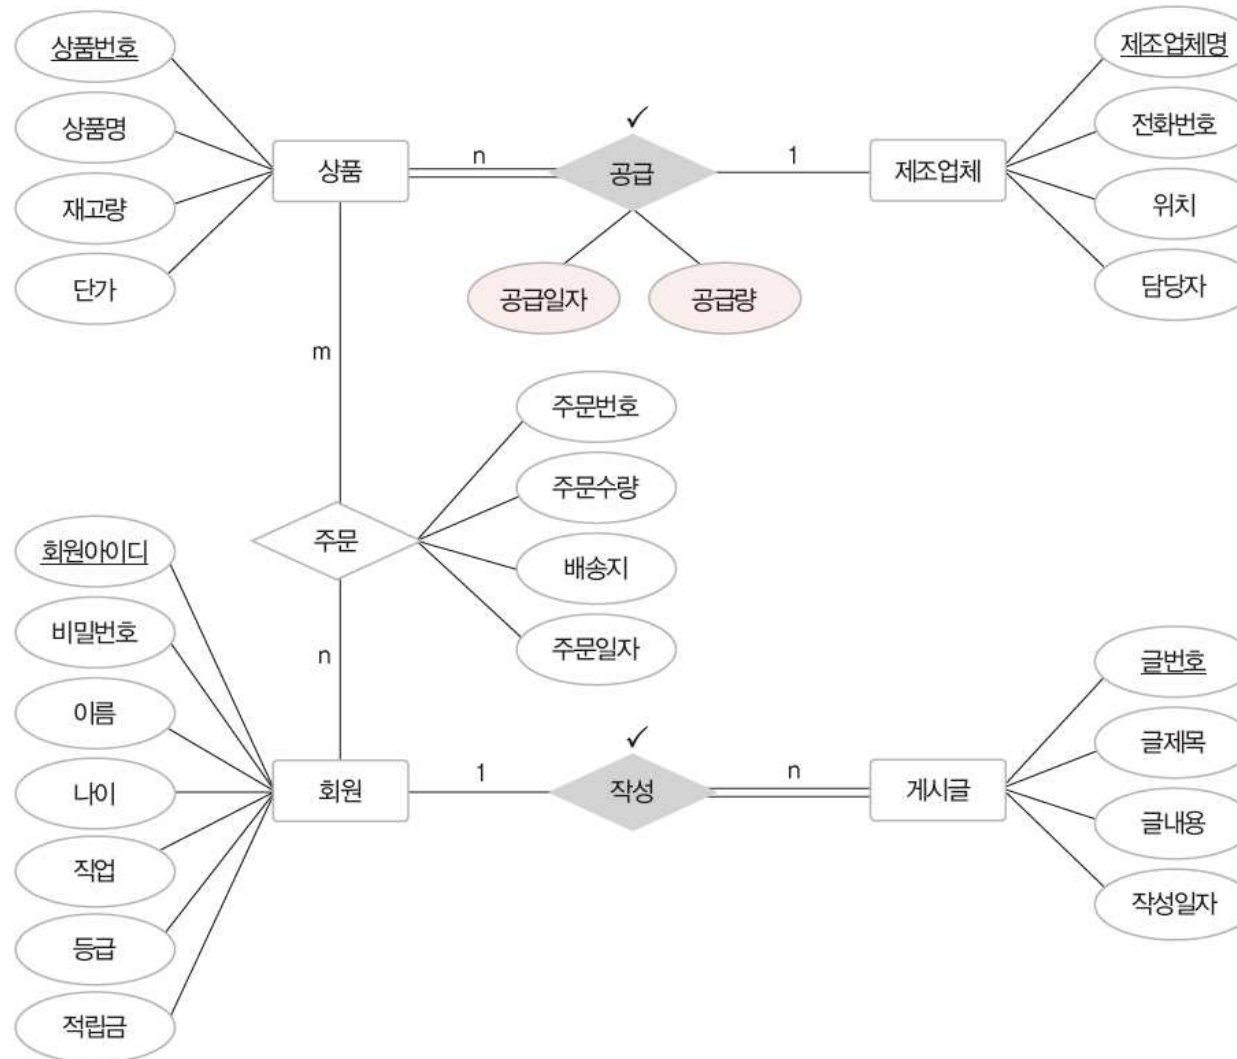 상품번호
상품명
재고량
단가
상품
n
공급
1
제조업체
제조업체명
전화번호
위치
담당자
공급일자
공급량
m
주문
주문번호
주문수량
배송지
주문일자
n
회원아이디
비밀번호
이름
나이
직업
등급
적립금
회원
1
작성
n
게시글
글번호
글제목
글내용
작성일자